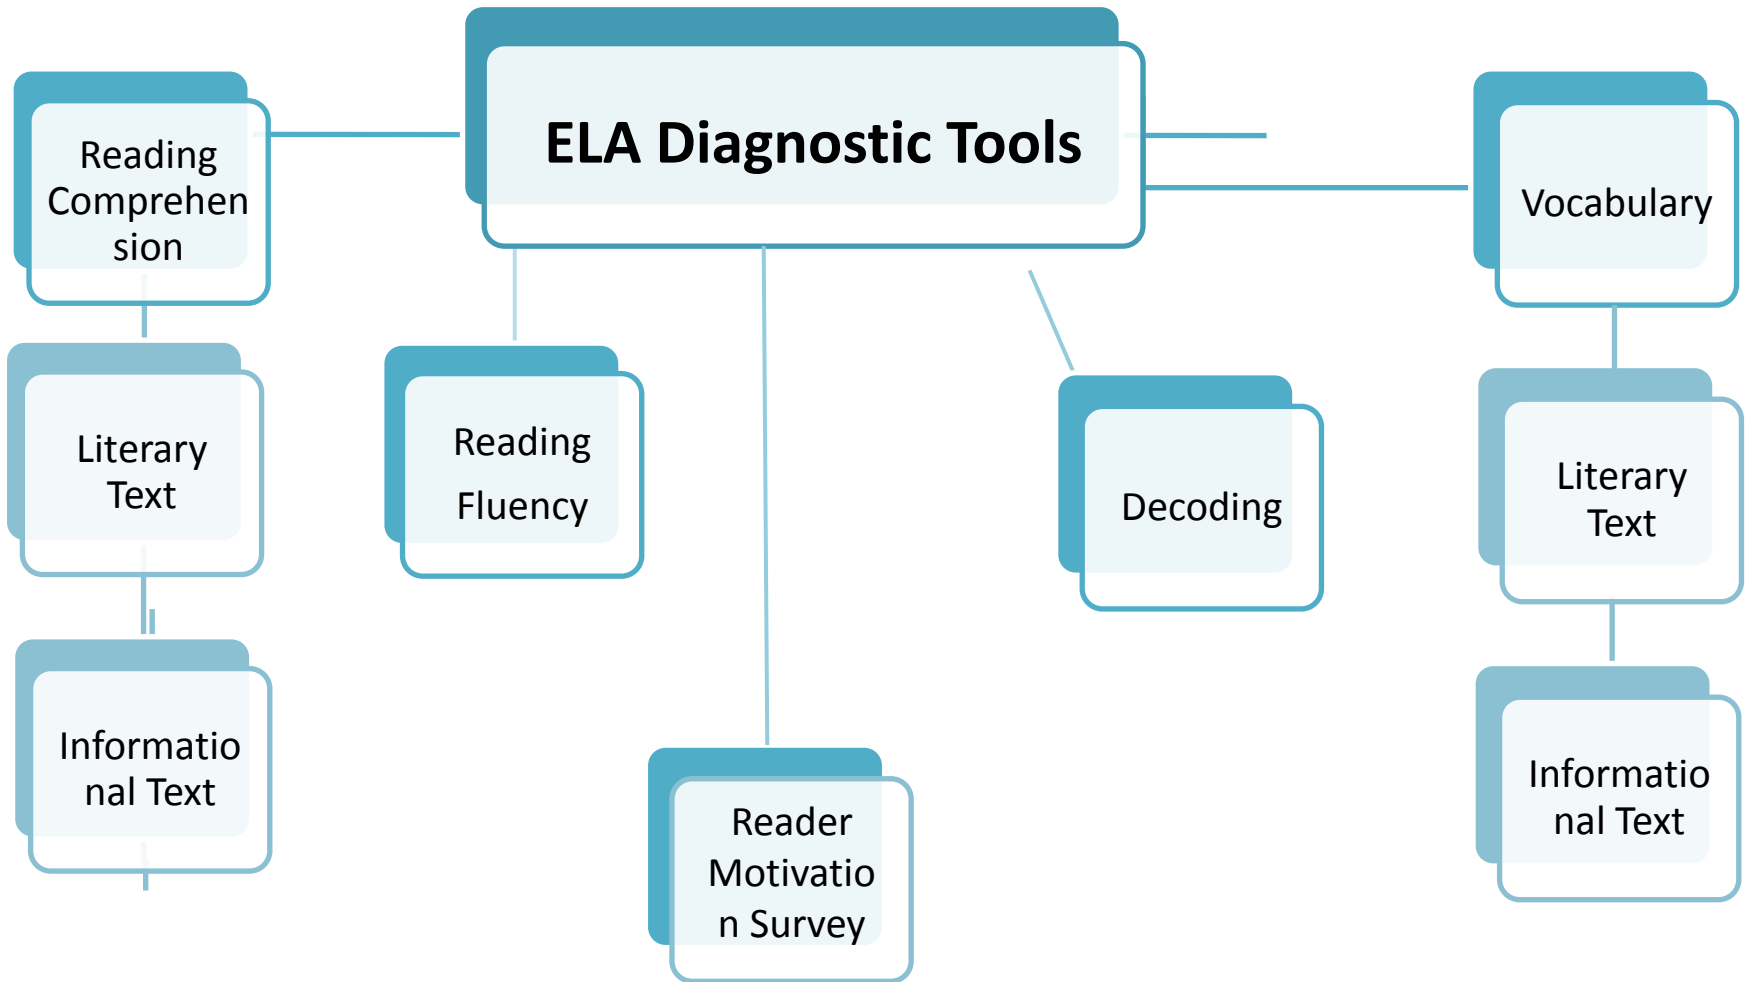 ELA Diagnostic Tools
Reading
Comprehen
sion
Literary
Text
Informatio
nal Text
Reading
Fluency
Reader
Motivatio
n Survey
Decoding
Vocabulary
Literary
Text
Informatio
nal Text